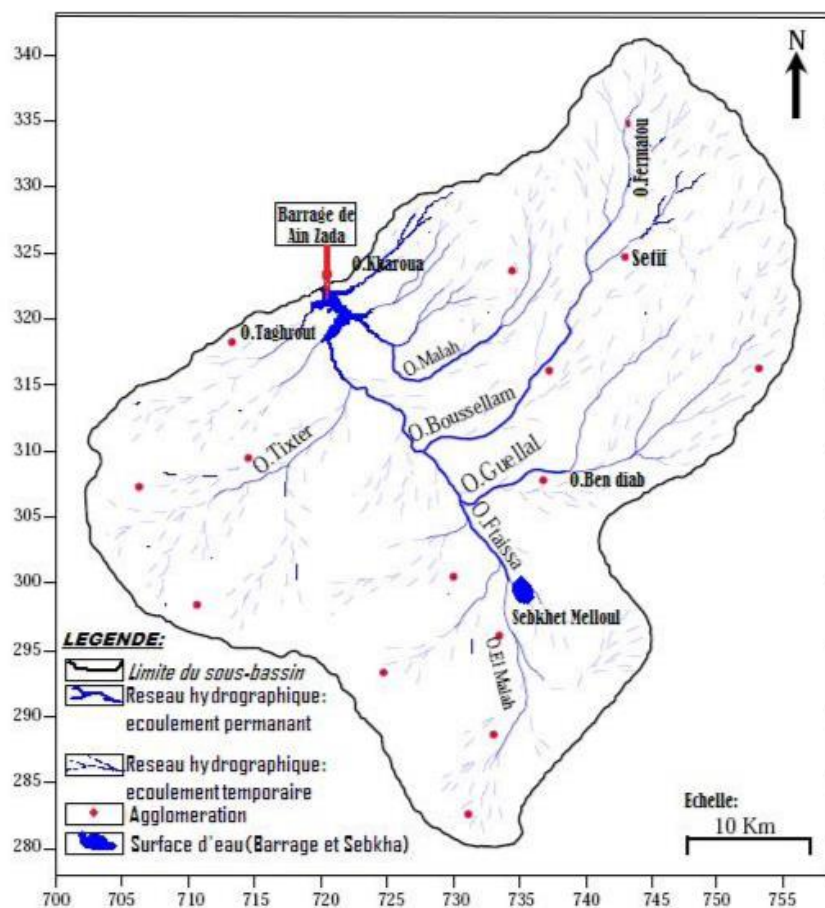 340
335
330
325
320
315
310
305
300
295
290
285
280
N
O.Fermatou
Barrage de
Ain Zada
O.Kkaroua
Setif
O.Taghrout
O.Malah
O.Boussellam
O.Tixter
O.Guellal
O.Ben diab
O.Ftaissa
Sebkhet Melloul
O.El Malah
LEGENDE:
Limite du sous-bassin
Reseau hydrographique:
ecoulement permanant
Reseau hydrographique:
ecoulement temporaire
Agglomeration
Surface d'eau(Barrage et Sebkha)
Echelle:
10 Km
700 705 710 715 720 725 730 735 740 745 750 755